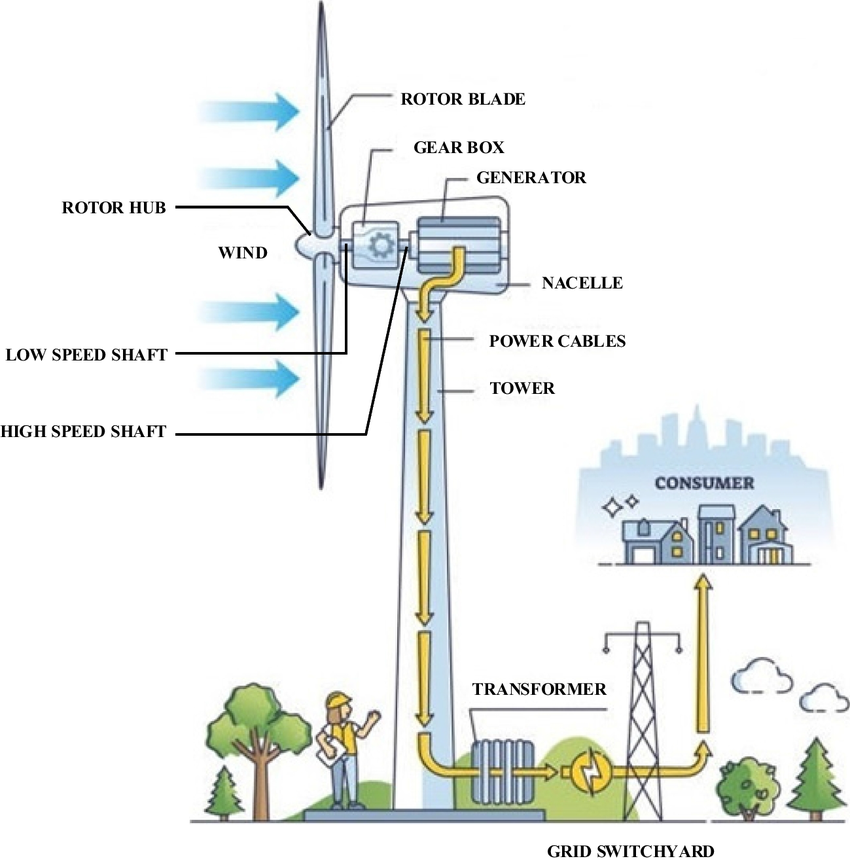 ROTOR BLADE
GEAR BOX
GENERATOR
ROTOR HUB
WIND
NACELLE
POWER CABLES
LOW SPEED SHAFT
TOWER
HIGH SPEED SHAFT
CONSUMER
TRANSFORMER
GRID SWITCHYARD